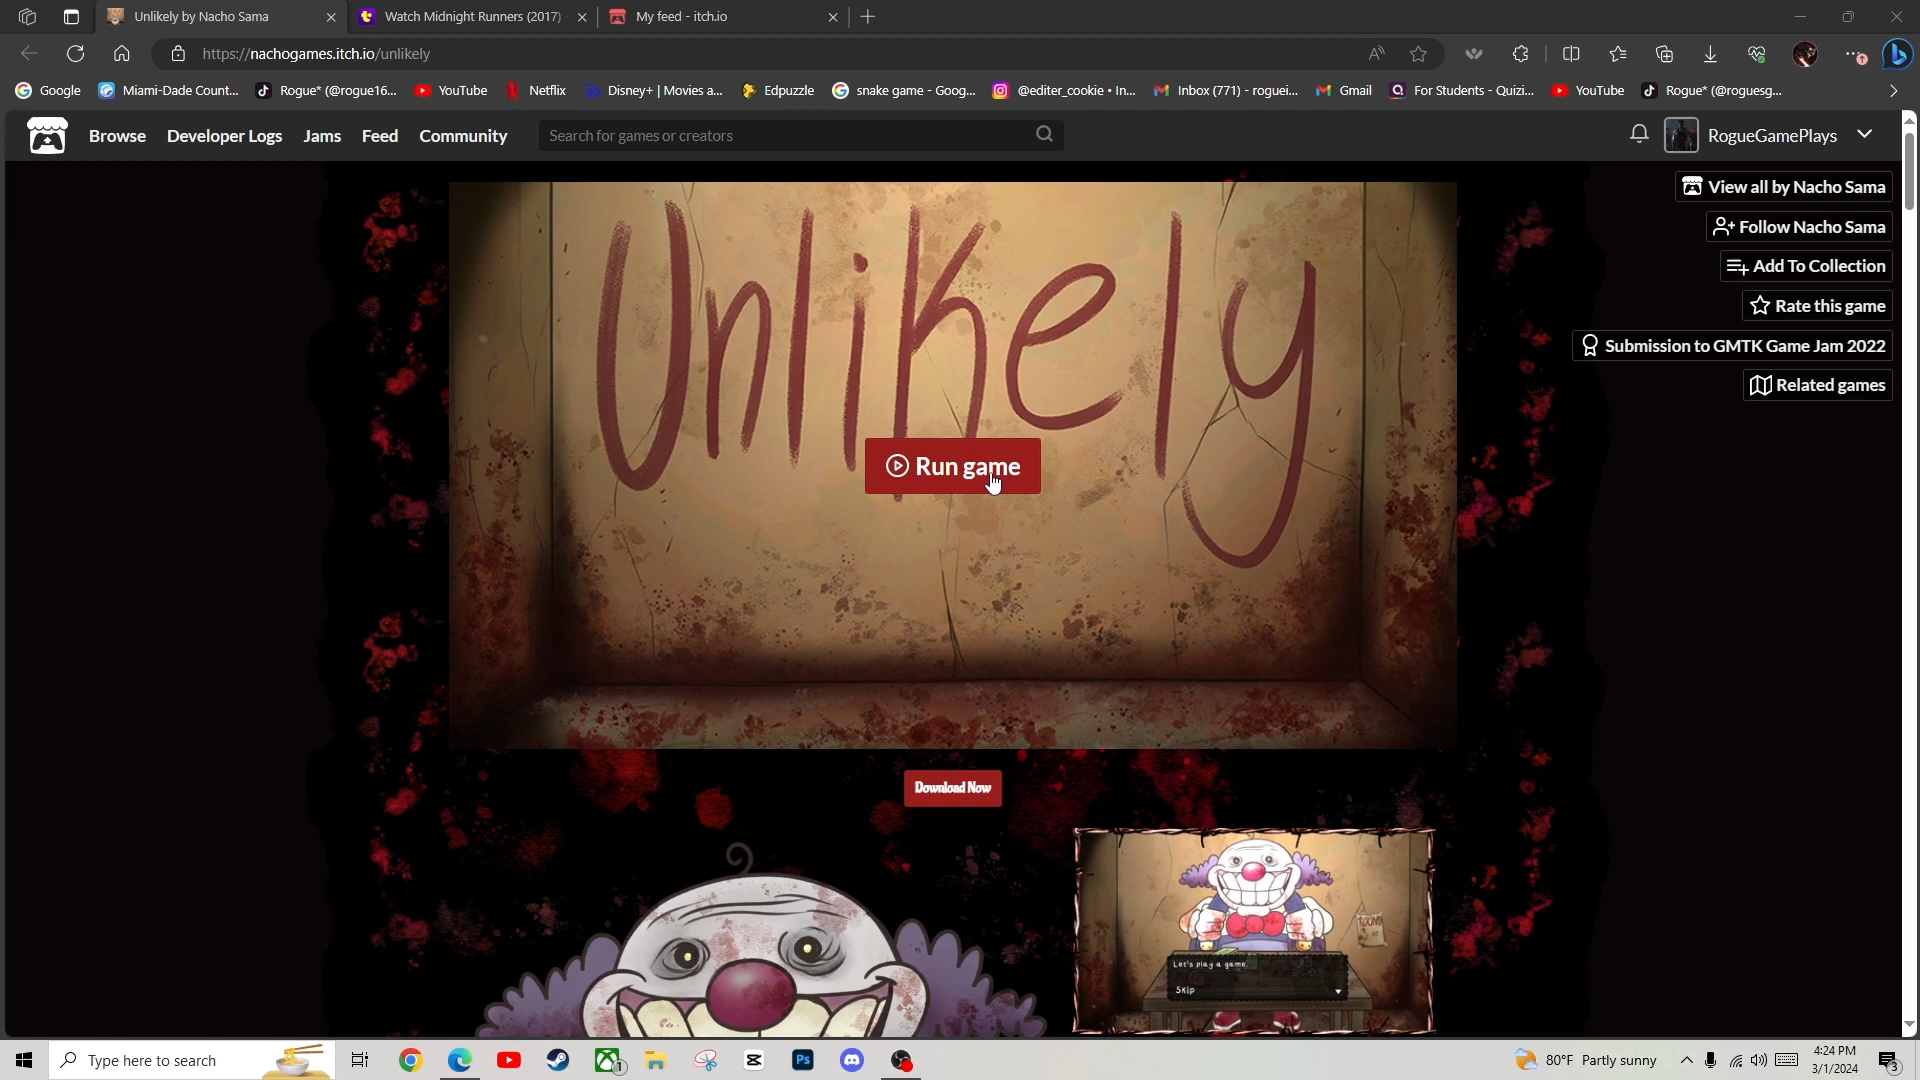 Unlikely by Nacho Sama
Watch Midnight Runners (2017)
My feed - itch.io
https://nachogames.itch.io/unlikely
Google
Miami-Dade Count...
Rogue* (@rogue16...
YouTube
Netflix
Disney+ | Movies a...
Edpuzzle
snake game - Goog...
@editer_cookie • In...
Inbox (771) - roguei...
Gmail
For Students - Quizi...
YouTube
Rogue* (@roguesg...
Browse
Developer Logs
Jams
Feed
Community
Search for games or creators
RogueGamePlays
View all by Nacho Sama
Follow Nacho Sama
Add To Collection
Rate this game
Submission to GMTK Game Jam 2022
Related games
Unlikely
Run game
Download Now
Let's play a game.
Skip
Type here to search
1
Ps
80°F Partly sunny
4:24 PM
3/1/2024
3